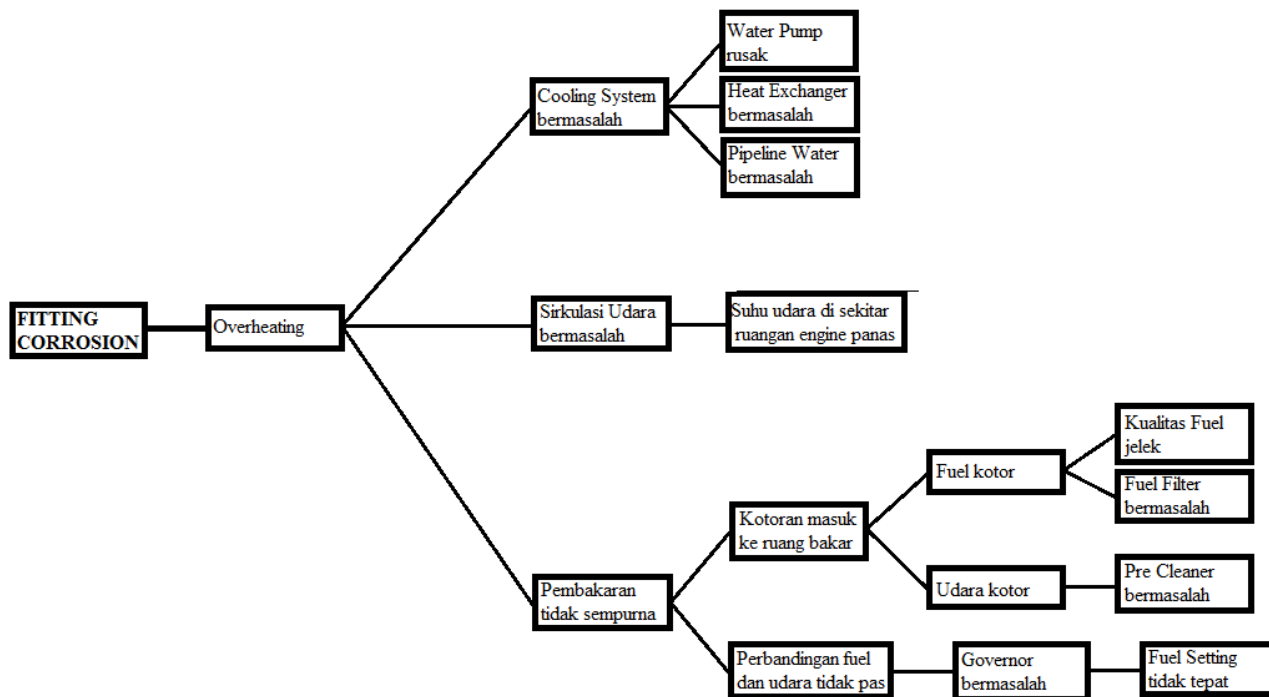 Water Pump
rusak
Cooling System
bermasalah
Heat Exchanger
bermasalah
Pipeline Water
bermasalah
FITTING
CORROSION
Overheating
Sirkulasi Udara
bermasalah
Suhu udara di sekitar
ruangan engine panas
Kualitas Fuel
jelek
Fuel kotor
Fuel Filter
bermasalah
Kotoran masuk
ke ruang bakar
Udara kotor
Pre Cleaner
bermasalah
Pembakaran
tidak sempurna
Perbandingan fuel
dan udara tidak pas
Governor
bermasalah
Fuel Setting
tidak tepat